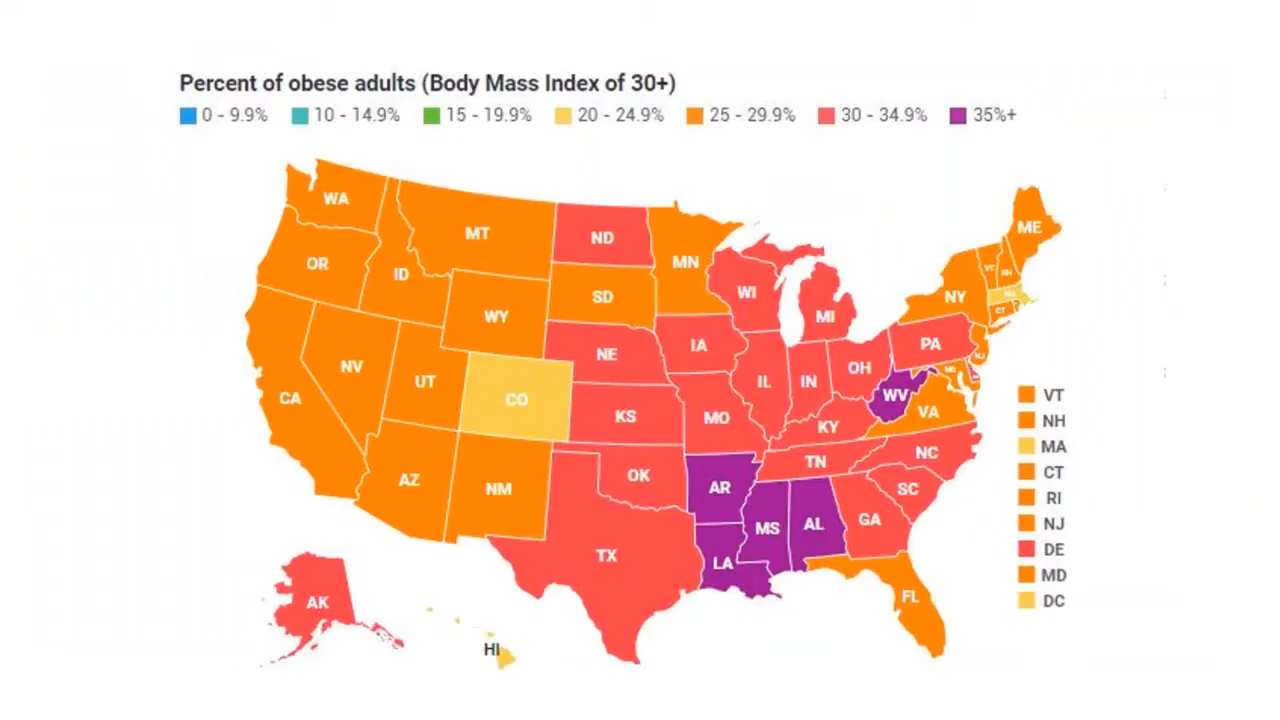 Percent of obese adults (Body Mass Index of 30+)
0 - 9.9% 10 - 14.9% 15 - 19.9% 20 - 24.9% 25 - 29.9% 30 - 34.9% 35%+
WA
MT
ND
MN
OR
ID
SD
WY
WI
MI
ME
VT
NH
NY
CT
NJ
PA
MD
NV
UT
CO
CA
NE
IA
KS
MO
IL
IN
OH
WV
VA
KY
AZ
NM
OK
AR
TN
NC
SC
TX
LA
MS
AL
GA
FL
AK
HI
VT
NH
MA
CT
RI
NJ
DE
MD
DC